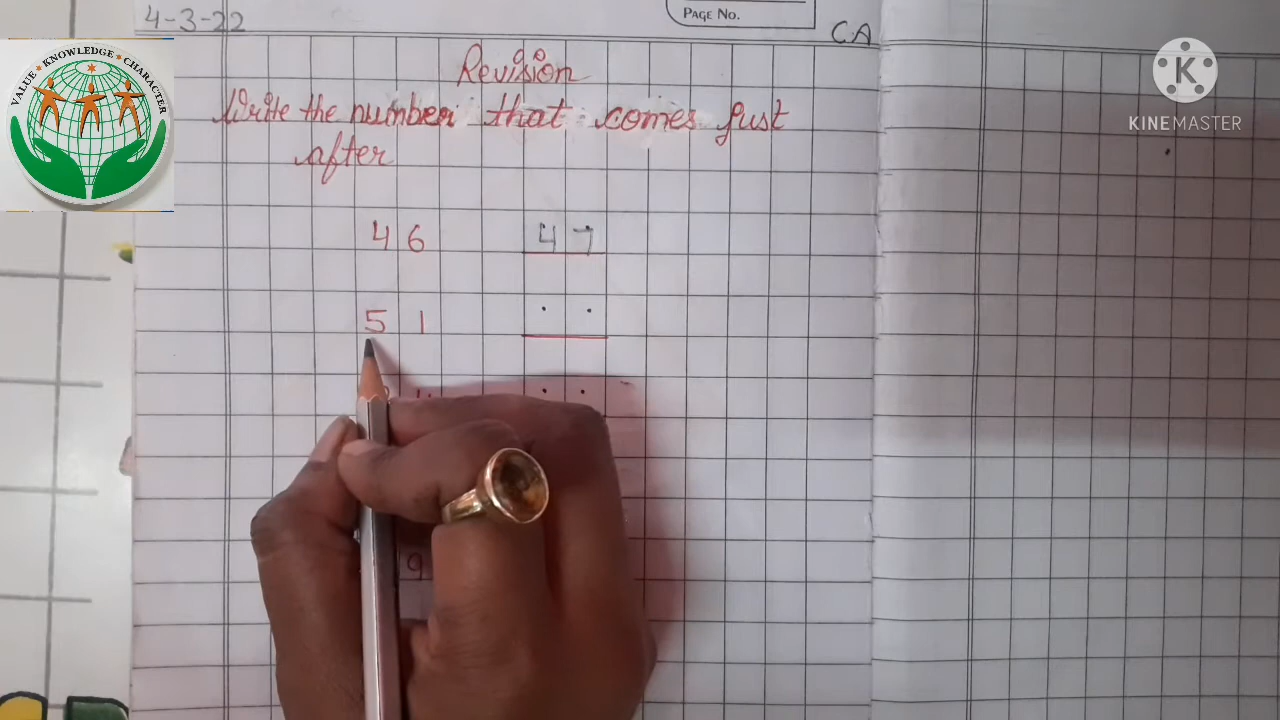 4-3-22
PAGE NO.
CA
Revision
Write the number that comes just
after
46 47
51
9
VALUE • KNOWLEDGE • CHARACTER
KINEMASTER